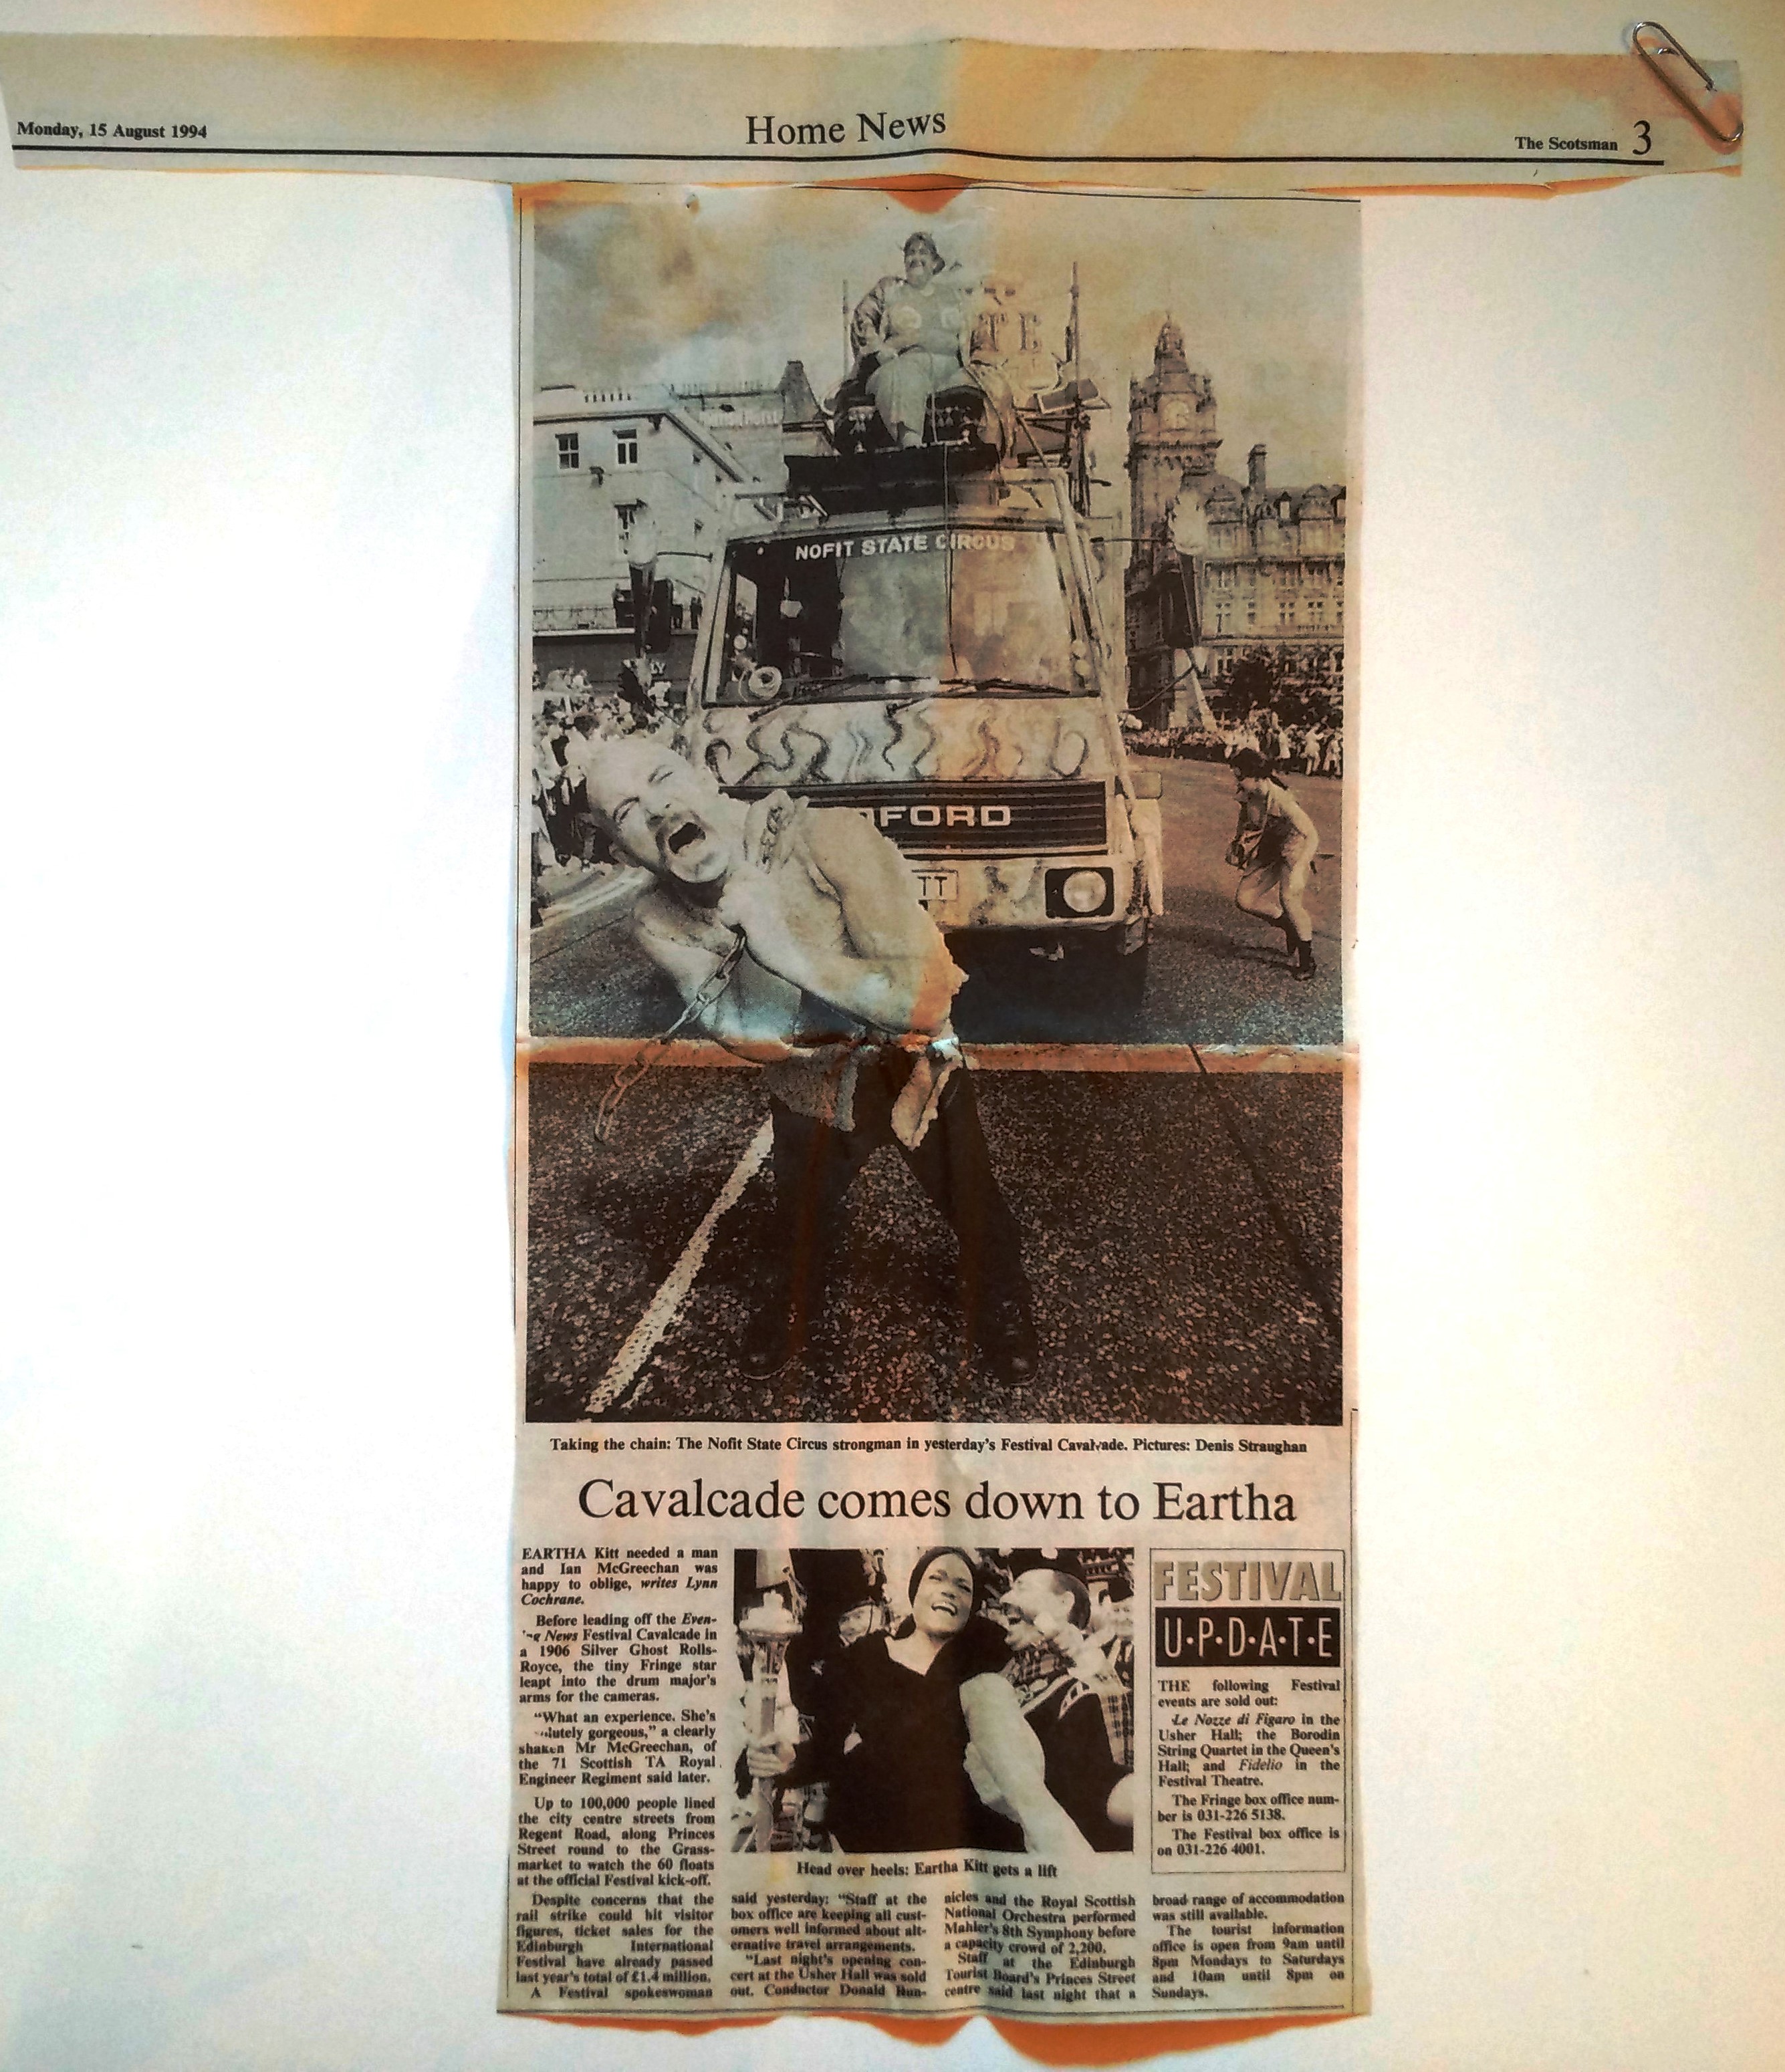 Monday, 15 August 1994
Home News
The Scotsman 3
TE
NOFIT STATE CIRCUS
FORD
TT
Taking the chain: The Nofit State Circus strongman in yesterday's Festival Cavalvade. Pictures: Denis Straughan
Cavalcade comes down to Eartha
EARTHA Kitt needed a man
and Ian McGreechan was
happy to oblige, writes Lynn
Cochrane.
Before leading off the Even-
News Festival Cavalcade in
a 1906 Silver Ghost Rolls-
Royce, the tiny Fringe star
leapt into the drum major's
arms for the cameras.
"What an experience. She's
lutely gorgeous," a clearly
shaken Mr McGreechan, of
the 71 Scottish TA Royal
Engineer Regiment said later.
Up to 100,000 people lined
the city centre streets from
Regent Road, along Princes
Street round to the Grass-
market to watch the 60 floats
at the official Festival kick-off.
Despite concerns that the
rail strike could hit visitor
figures, ticket sales for the
Edinburgh International
Festival have already passed
last year's total of £1.4 million.
A Festival spokeswoman
Head over heels: Eartha Kitt gets a lift
said yesterday: "Staff at the
box office are keeping all cust-
omers well informed about alt-
ernative travel arrangements.
"Last night's opening con-
cert at the Usher Hall was sold
out. Conductor Donald Run-
nicles and the Royal Scottish
National Orchestra performed
Mahler's 8th Symphony before
a capacity crowd of 2,200.
Staff at the Edinburgh
Tourist Board's Princes Street
centre said last night that a
broad range of accommodation
was still available.
The tourist information
office is open from 9am until
8pm Mondays to Saturdays
and 10am until 8pm on
Sundays.
FESTIVAL
U·P·D·A·T·E
THE following Festival
events are sold out:
Le Nozze di Figaro in the
Usher Hall; the Borodin
String Quartet in the Queen's
Hall; and Fidelio in the
Festival Theatre.
The Fringe box office num-
ber is 031-226 5138.
The Festival box office is
on 031-226 4001.